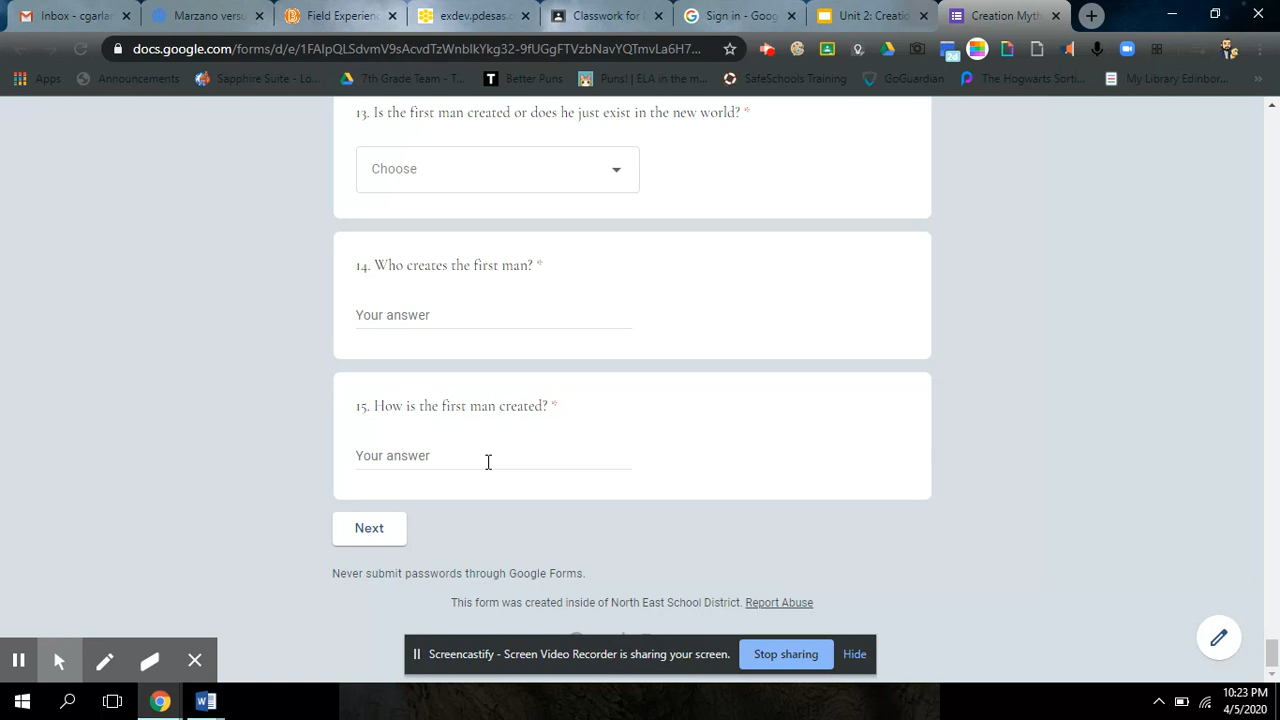 Inbox - cgarlan
Marzano versu
Field Experienc
exdev.pdesas.c
Classwork for
Sign in - Goog
Unit 2: Creatio
Creation Myth
docs.google.com/forms/d/e/
Apps
Announcements
Sapphire Suite - Lo...
7th Grade Team - T...
Better Puns
Puns! | ELA in the m...
SafeSchools Training
GoGuardian
The Hogwarts Sorti...
My Library Edinbor...
»
13. Is the first man created or does he just exist in the new world? *
Choose
14. Who creates the first man? *
Your answer
15. How is the first man created? *
Your answer
Next
Never submit passwords through Google Forms.
This form was created inside of North East School District. Report Abuse
Screencastify - Screen Video Recorder is sharing your screen.
Stop sharing
Hide
10:23 PM
4/5/2020